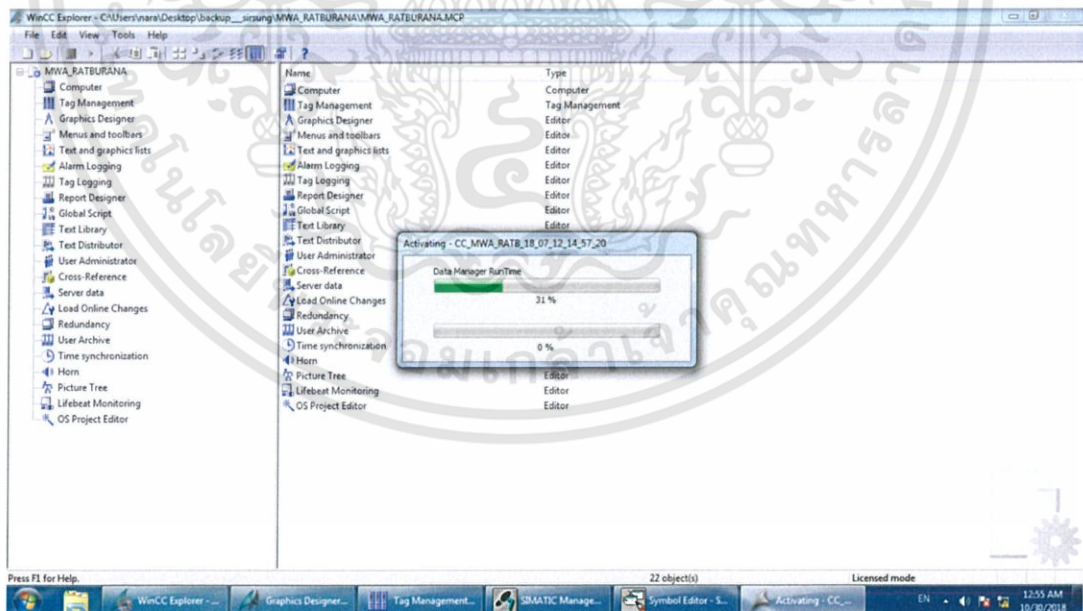 WinCC Explorer - C:\Users\nara\Desktop\backup__sirsung\MWA_RATBURANA\MWA_RATBURANA.MCP
File Edit View Tools Help
MWA_RATBURANA
Computer
Tag Management
Graphics Designer
Menus and toolbars
Text and graphics lists
Alarm Logging
Tag Logging
Report Designer
Global Script
Text Library
Text Distributor
User Administrator
Cross-Reference
Server data
Load Online Changes
Redundancy
User Archive
Time synchronization
Horn
Picture Tree
Lifebeat Monitoring
OS Project Editor
Name Type
Computer Computer
Tag Management Tag Management
Graphics Designer Editor
Menus and toolbars Editor
Text and graphics lists Editor
Alarm Logging Editor
Tag Logging Editor
Report Designer Editor
Global Script Editor
Text Library Editor
Text Distributor
User Administrator
Cross-Reference
Server data
Load Online Changes
Redundancy
User Archive
Time synchronization
Horn
Picture Tree Editor
Lifebeat Monitoring Editor
OS Project Editor Editor
Activating - CC_MWA_RATB_18_07_12_14_57_20
Data Manager RunTime
31 %
0 %
Press F1 for Help. 22 object(s) Licensed mode
WinCC Explorer - ... Graphics Designer... Tag Management... SIMATIC Manage... Symbol Editor - S... Activating - CC_... EN 12:55 AM
10/30/2018